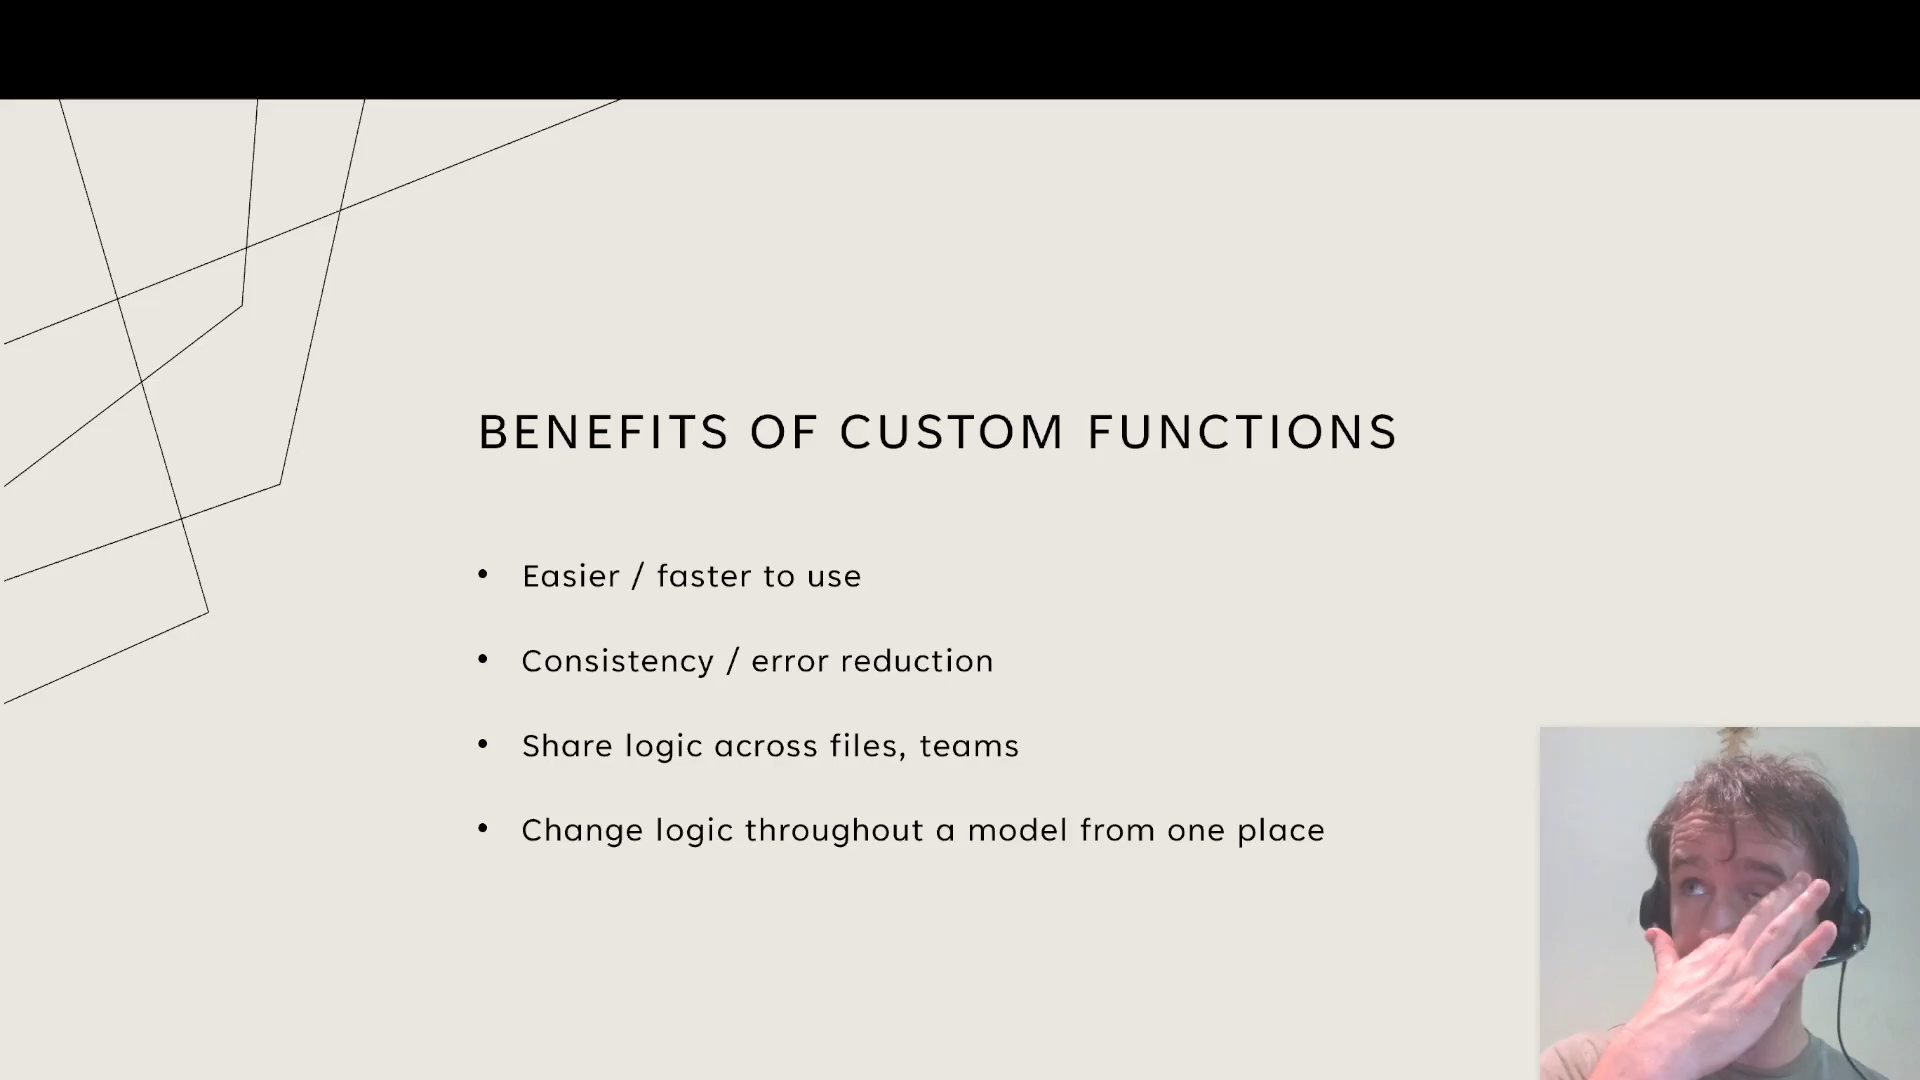 BENEFITS OF CUSTOM FUNCTIONS
• Easier / faster to use
• Consistency / error reduction
• Share logic across files, teams
• Change logic throughout a model from one place